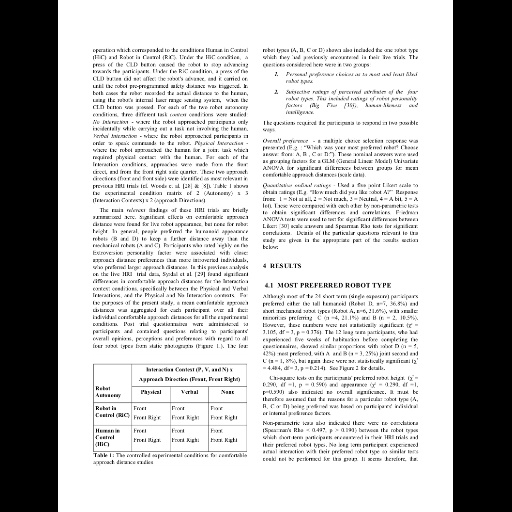 operation which corresponded to the conditions Human in Control
(HiC) and Robot in Control (RiC). Under the HiC condition, a
press of the CLD button caused the robot to stop advancing
towards the participants. Under the RiC condition, a press of the
CLD button did not affect the robot's advance, and it carried on
until the robot pre-programmed safety distance was triggered. In
both cases the robot recorded the actual distance to the human,
using the robot's internal laser range sensing system, when the
CLD button was pressed. For each of the two robot autonomy
conditions, three different task context conditions were studied:
No Interaction - where the robot approached participants only
incidentally while carrying out a task not involving the human,
Verbal Interaction - where the robot approached participants in
order to speak commands to the robot. Physical Interaction -
where the robot approached the human for a joint task which
required physical contact with the human. For each of the
Interaction conditions, approaches were made from the front
direct, and from the front right side quarter. These two approach
directions (front and front side) were identified as most relevant in
previous HRI trials (cf. Woods et al. [28] & [8]). Table 1 shows
the experimental condition matrix of 2 (Autonomy) x 3
(Interaction Contexts) x 2 (approach Directions).
The main relevant findings of these HRI trials are briefly
summarized here. Significant effects on comfortable approach
distance were found for live robot appearance, but none for robot
height. In general, people preferred the humanoid appearance
robots (B and D) to keep a further distance away than the
mechanical robots (A and C). Participants who rated highly on the
Extroversion personality factor were associated with closer
approach distance preferences than more introverted individuals,
who preferred larger approach distances. In this previous analysis
on the live HRI trial data, Syrdal et al. [29] found significant
differences in comfortable approach distances for the Interaction
context conditions, specifically between the Physical and Verbal
Interactions, and the Physical and No Interaction contexts. For
the purposes of the present study, a mean comfortable approach
distances was aggregated for each participant over all their
individual comfortable approach distances for all the experimental
conditions. Post trial questionnaires were administered to
participants and contained questions relating to participants'
overall opinions, perceptions and preferences with regard to all
four robot types from static photographs (Figure 1.). The four
Interaction Context (P, V, and N) x
Approach Direction (Front, Front Right)
Robot Autonomy Physical Verbal None
Robot in Control (RiC) Front Front Front
Front Right Front Right Front Right
Human in Control (HiC) Front Front Front
Front Right Front Right Front Right
Table 1: The controlled experimental conditions for comfortable
approach distance studies
robot types (A, B, C or D) shown also included the one robot type
which they had previously encountered in their live trials. The
questions considered here were in two groups:
1. Personal preference choices as to most and least liked
robot types.
2. Subjective ratings of perceived attributes of the four
robot types. This included ratings of robot personality
factors (Big Five [30]), human-likeness and
intelligence.
The questions required the participants to respond in two possible
ways:
Overall preference - a multiple choice selection response was
presented (E.g. "Which was your most preferred robot? Choose
answer from: A, B, C or D."). These nominal answers were used
as grouping factors for a GLM (General Linear Model) Univariate
ANOVA for significant differences between groups for mean
comfortable approach distances (scale data).
Quantitative ordinal ratings - Used a five point Likert scale to
obtain ratings (E.g. "How much did you like robot A?" Response
from: 1 = Not at all, 2 = Not much, 3 = Neutral, 4 = A bit, 5 = A
lot). These were compared with each other by non-parametric tests
to obtain significant differences and correlations. Friedman
ANOVA tests were used to test for significant differences between
Likert [30] scale answers and Spearman Rho tests for significant
correlations. Details of the particular questions relevant to this
study are given in the appropriate part of the results section
below:
4 RESULTS
4.1 MOST PREFERRED ROBOT TYPE
Although most of the 24 short term (single exposure) participants
preferred either the tall humanoid (Robot D, n=7, 36.8%) and
short mechanoid robot types (Robot A, n=6, 21.6%), with smaller
minorities preferring C (n =4, 21.1%) and B (n = 2, 10.5%).
However, these numbers were not statistically significant (χ² =
3.105, df = 3, p = 0.376). The 12 long term participants, who had
experienced five weeks of habituation before completing the
questionnaires, showed similar proportions with robot D (n = 5,
42%) most preferred, with A and B (n = 3, 25%) joint second and
C (n = 1, 8%), but again these were not statistically significant (χ²
= 4.484, df= 3, p = 0.214). See Figure 2 for details.
Chi-square tests on the participants' preferred robot height (χ²=
0.290, df =1, p = 0.590) and appearance (χ² = 0.290, df =1,
p=0.590) also indicated no overall significance. It must be
therefore assumed that the reasons for a particular robot type (A,
B, C or D) being preferred was based on participants' individual
or internal preference factors.
Non-parametric tests also indicated there were no correlations
(Spearman's Rho = 0.497, p = 0.390) between the robot types
which short-term participants encountered in their HRI trials and
their preferred robot types. No long term participant experienced
actual interaction with their preferred robot type so similar tests
could not be performed for this group. It seems therefore, that